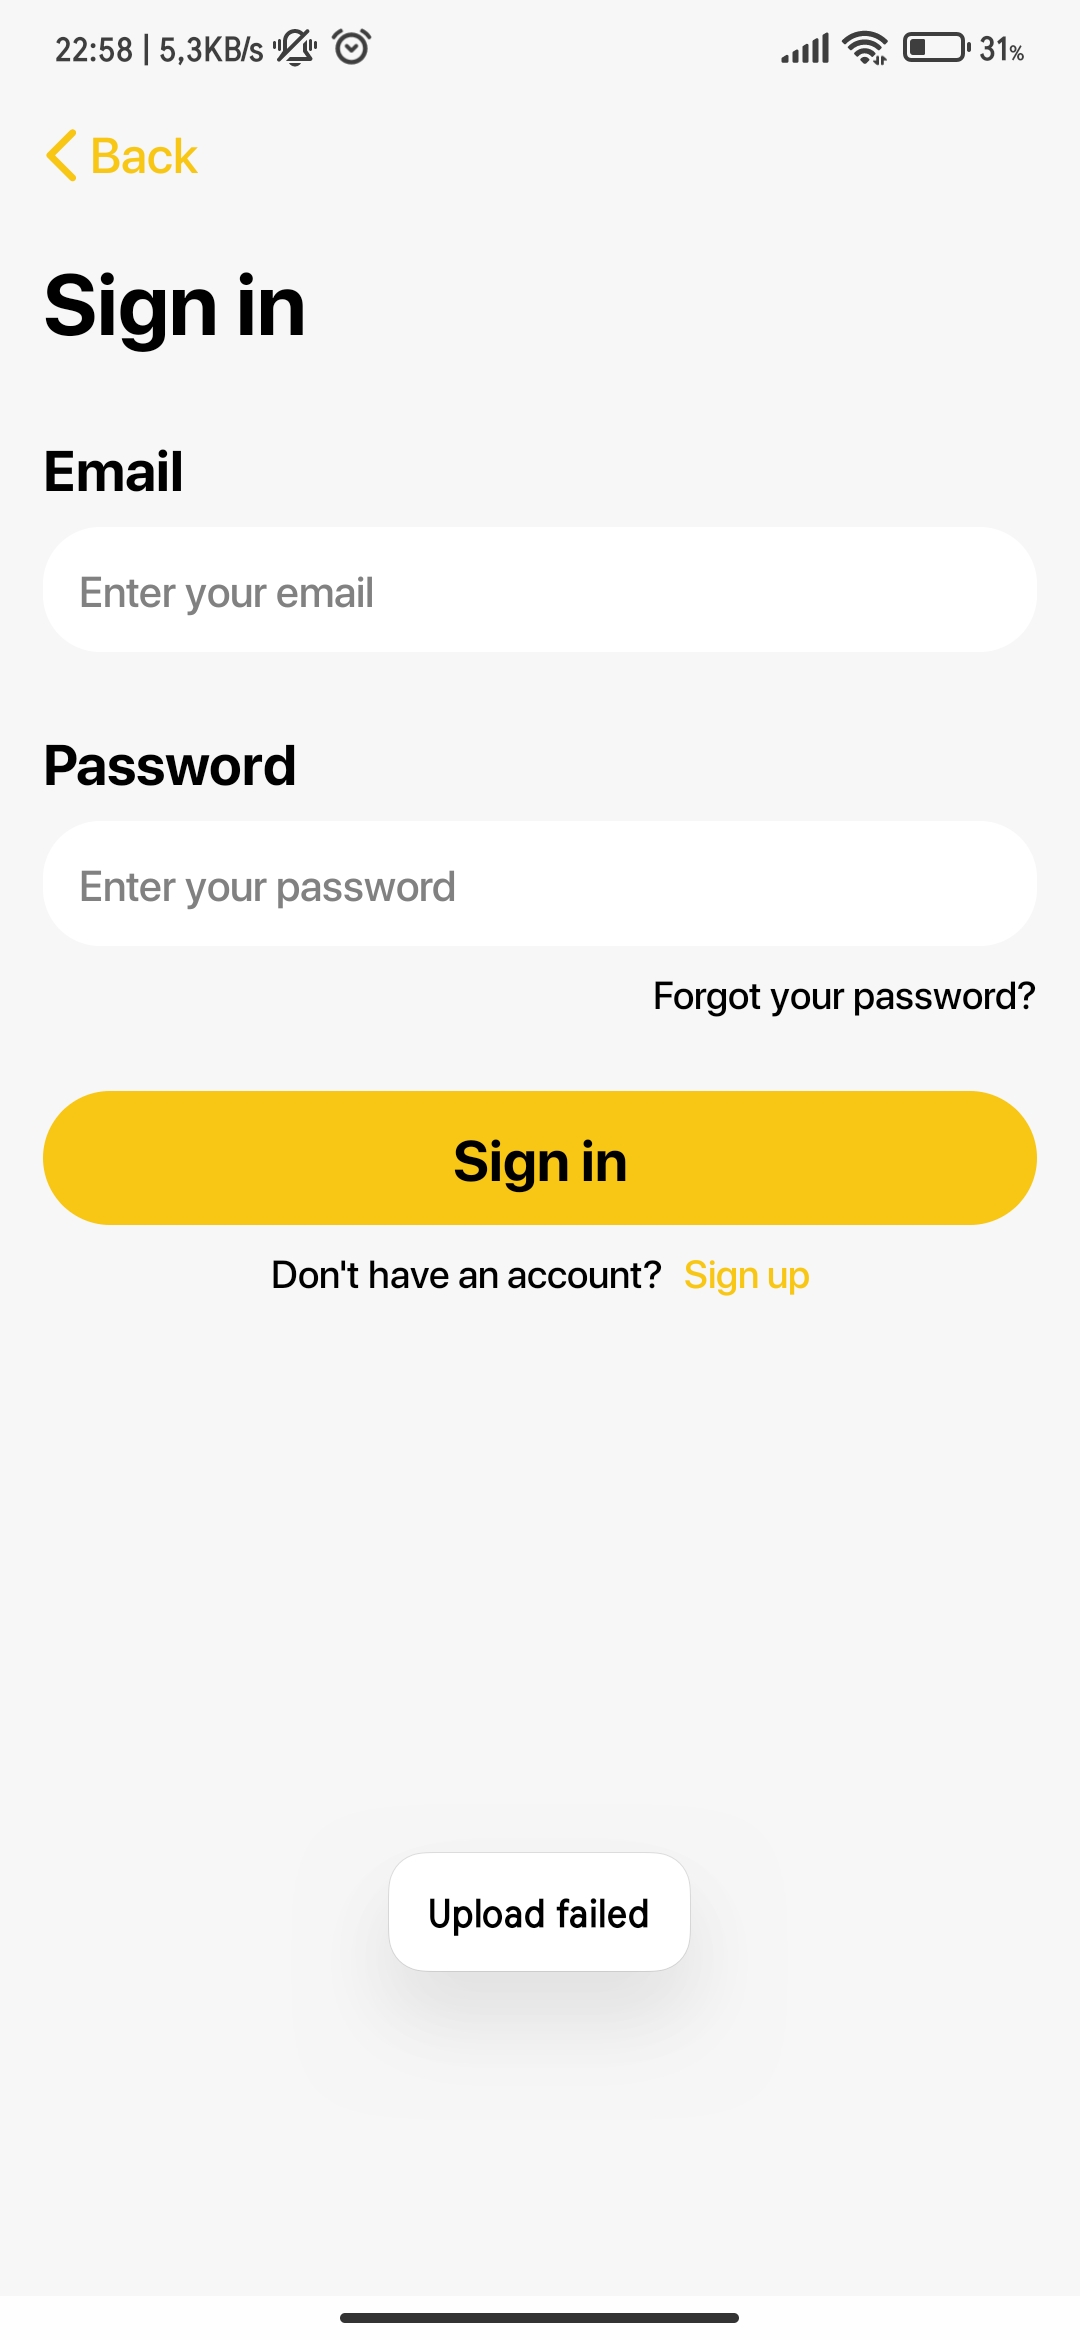 22:58 | 5,3KB/s 31%
Back
Sign in
Email
Enter your email
Password
Enter your password
Forgot your password?
Sign in
Don't have an account? Sign up
Upload failed